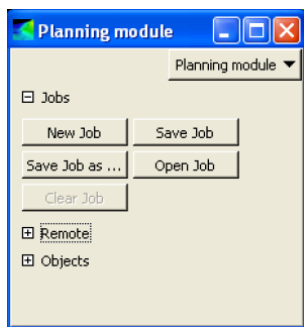 Planning module
Planning module
Jobs
New Job Save Job
Save Job as ... Open Job
Clear Job
Remote
Objects